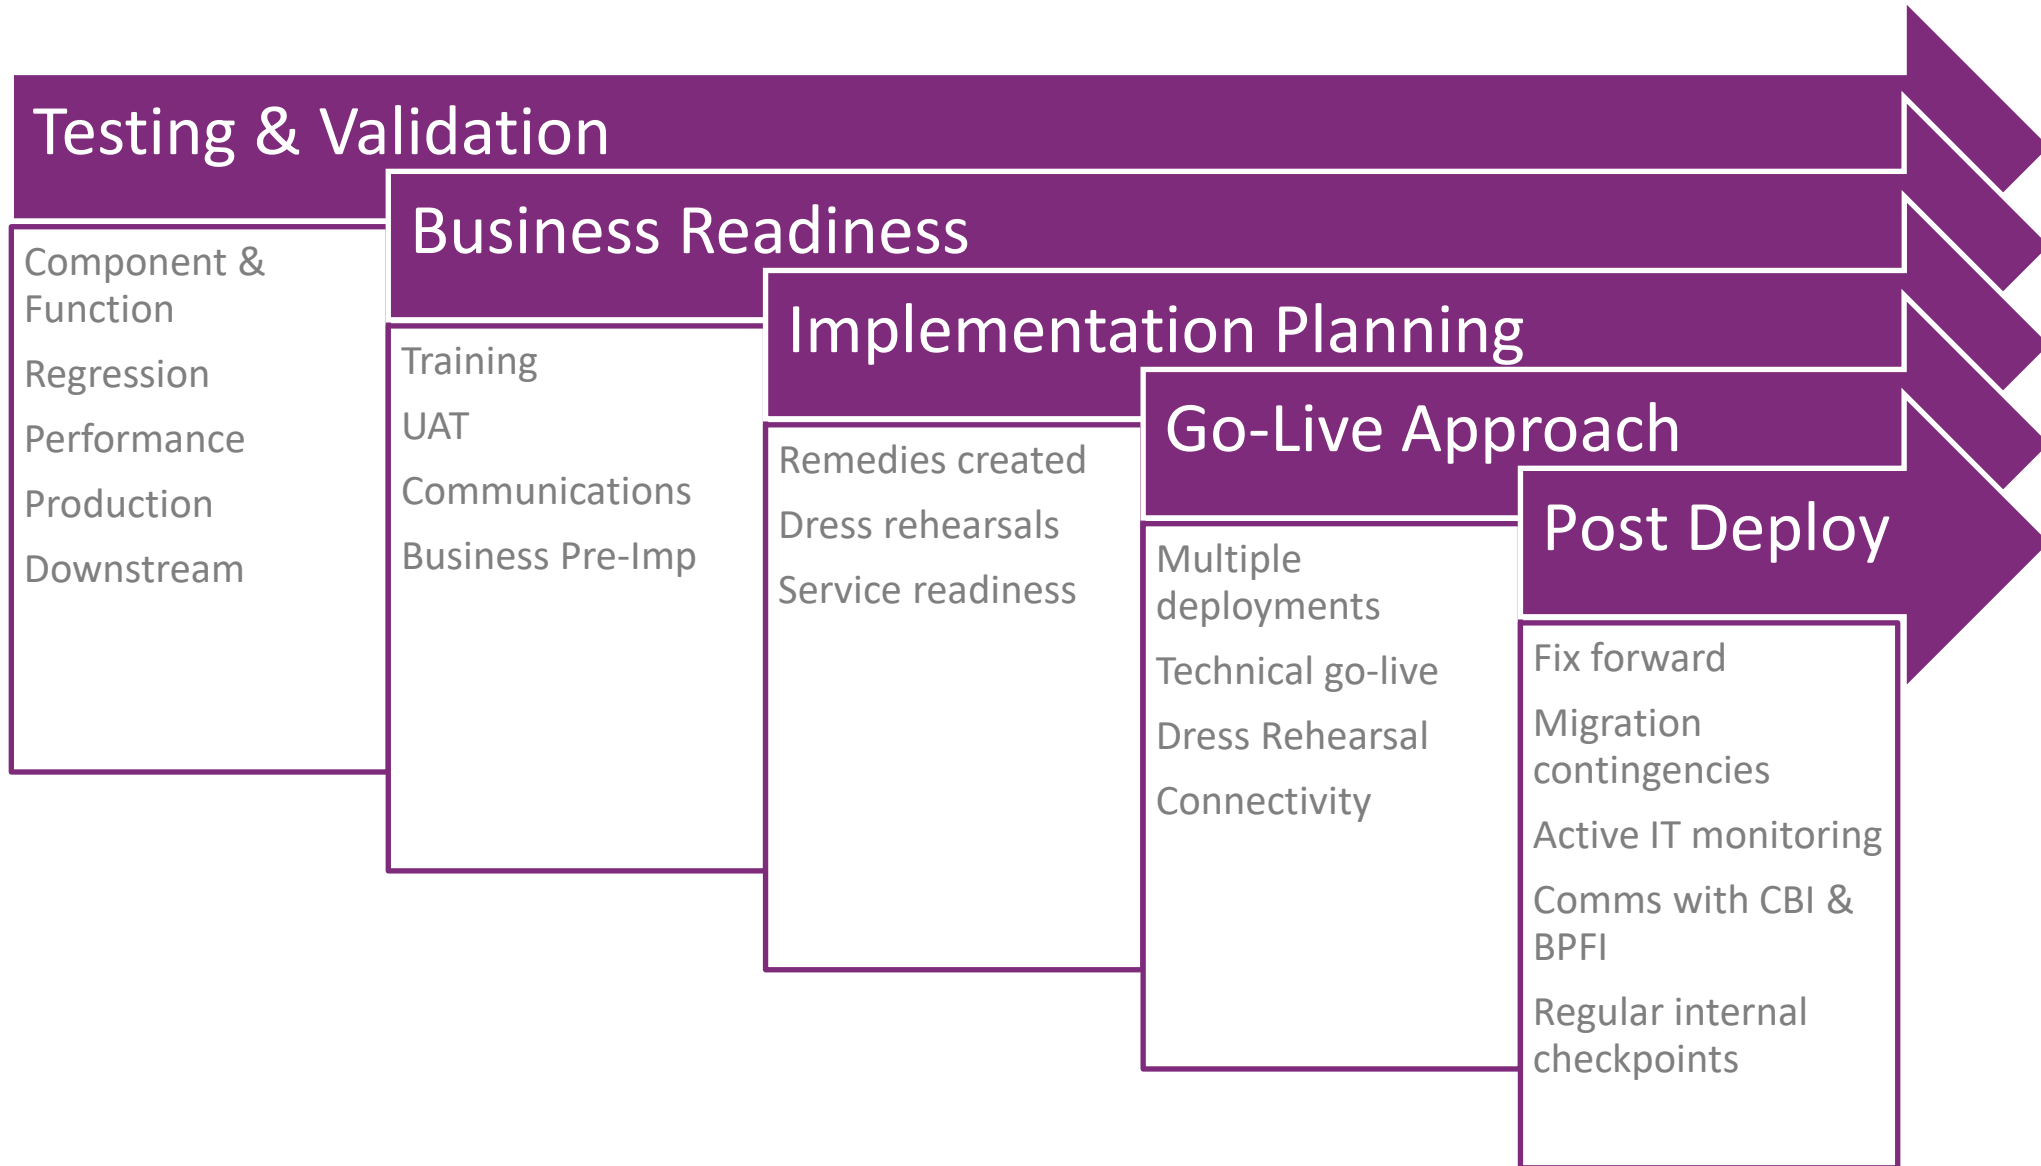 Testing & Validation
Component &
Function
Regression
Performance
Production
Downstream
Business Readiness
Training
UAT
Communications
Business Pre-Imp
Implementation Planning
Remedies created
Dress rehearsals
Service readiness
Go-Live Approach
Multiple
deployments
Technical go-live
Dress Rehearsal
Connectivity
Post Deploy
Fix forward
Migration
contingencies
Active IT monitoring
Comms with CBI &
BPFI
Regular internal
checkpoints